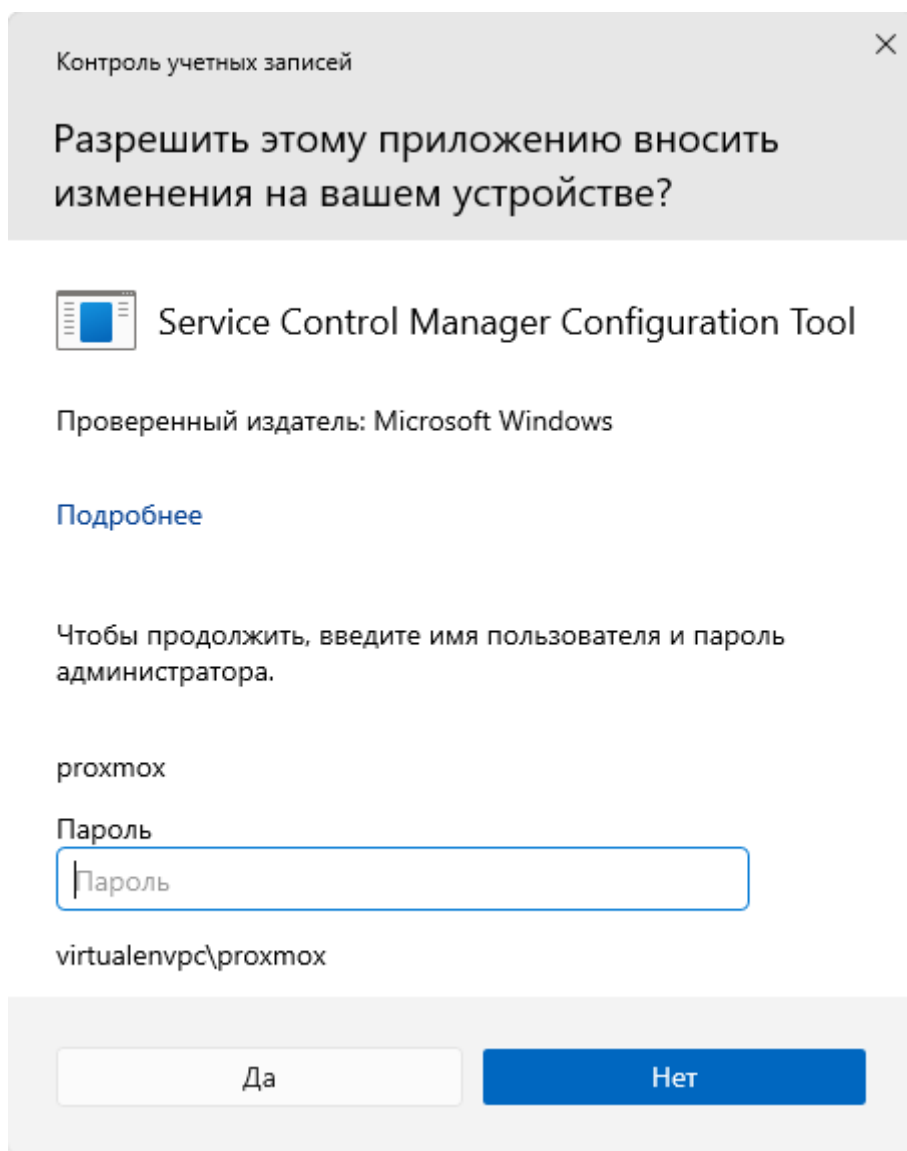 Контроль учетных записей
Разрешить этому приложению вносить
изменения на вашем устройстве?
Service Control Manager Configuration Tool
Проверенный издатель: Microsoft Windows
Подробнее
Чтобы продолжить, введите имя пользователя и пароль
администратора.
proxmox
Пароль
Пароль
virtualenvpc\proxmox
Да
Нет